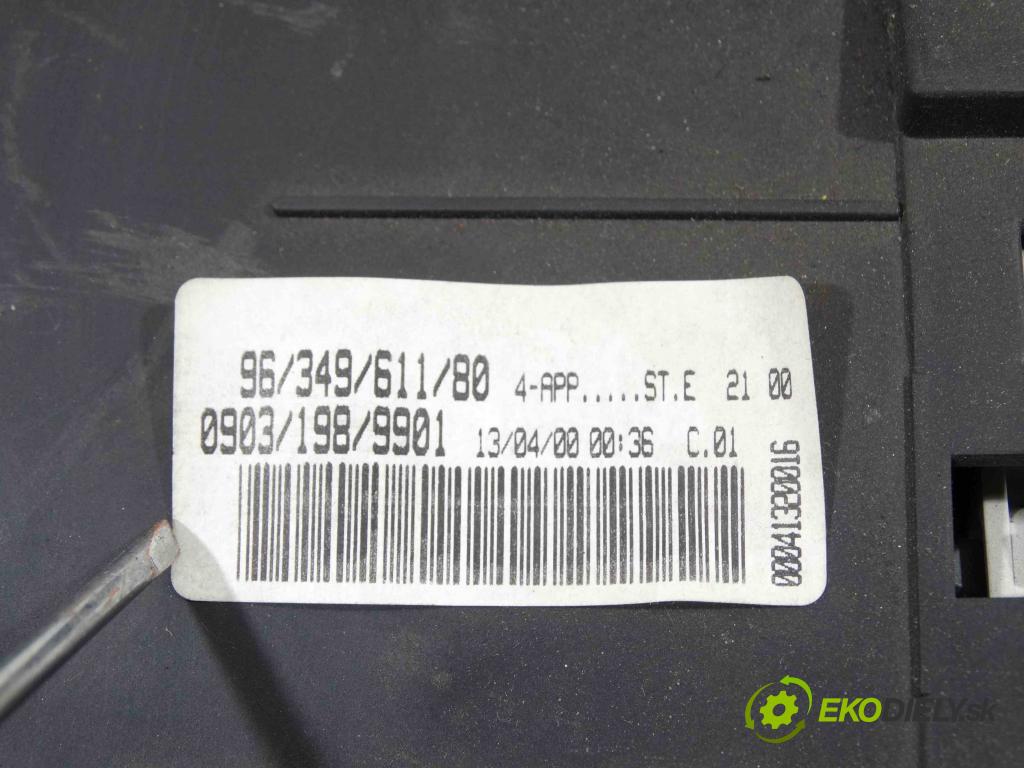 96/349/611/80 4-APP.....ST.E 21 00
0903/198/9901 13/04/00 00:36 C.01
00041320016
EKODIELY.sk